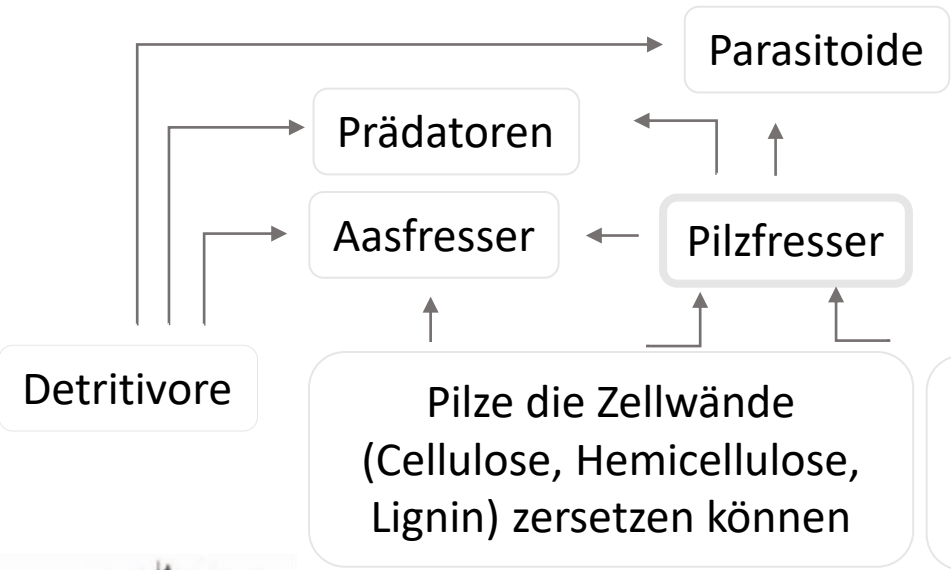 Parasitoide
Prädatoren
Aasfresser
Pilzfresser
Detritivore
Pilze die Zellwände
(Cellulose, Hemicellulose,
Lignin) zersetzen können